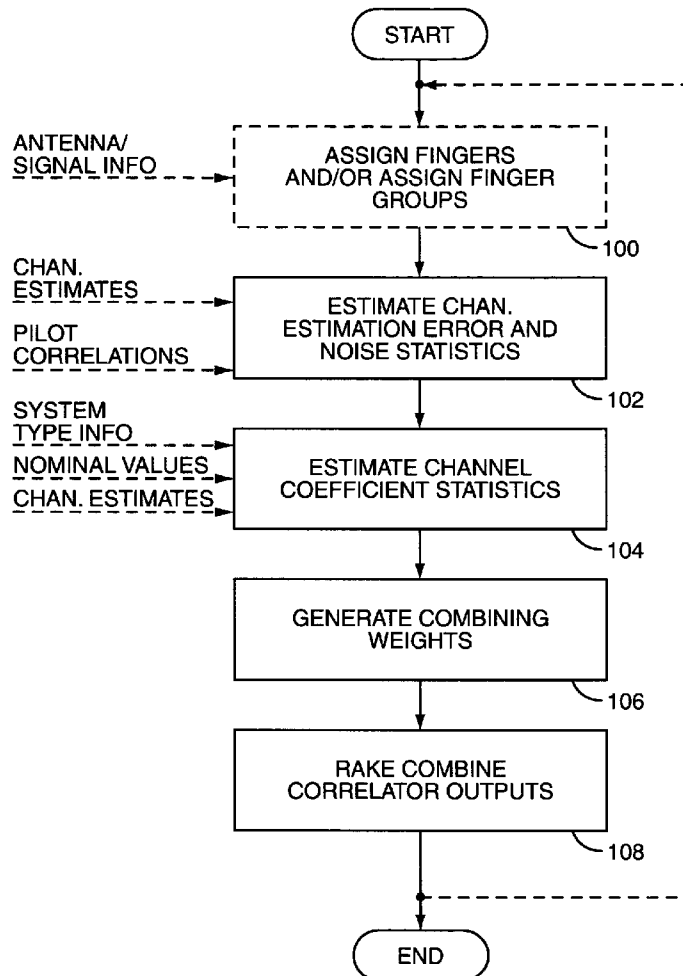 START
ANTENNA/
SIGNAL INFO
ASSIGN FINGERS
AND/OR ASSIGN FINGER
GROUPS
100
CHAN.
ESTIMATES
PILOT
CORRELATIONS
ESTIMATE CHAN.
ESTIMATION ERROR AND
NOISE STATISTICS
102
SYSTEM
TYPE INFO
NOMINAL VALUES
CHAN. ESTIMATES
ESTIMATE CHANNEL
COEFFICIENT STATISTICS
104
GENERATE COMBINING
WEIGHTS
106
RAKE COMBINE
CORRELATOR OUTPUTS
108
END